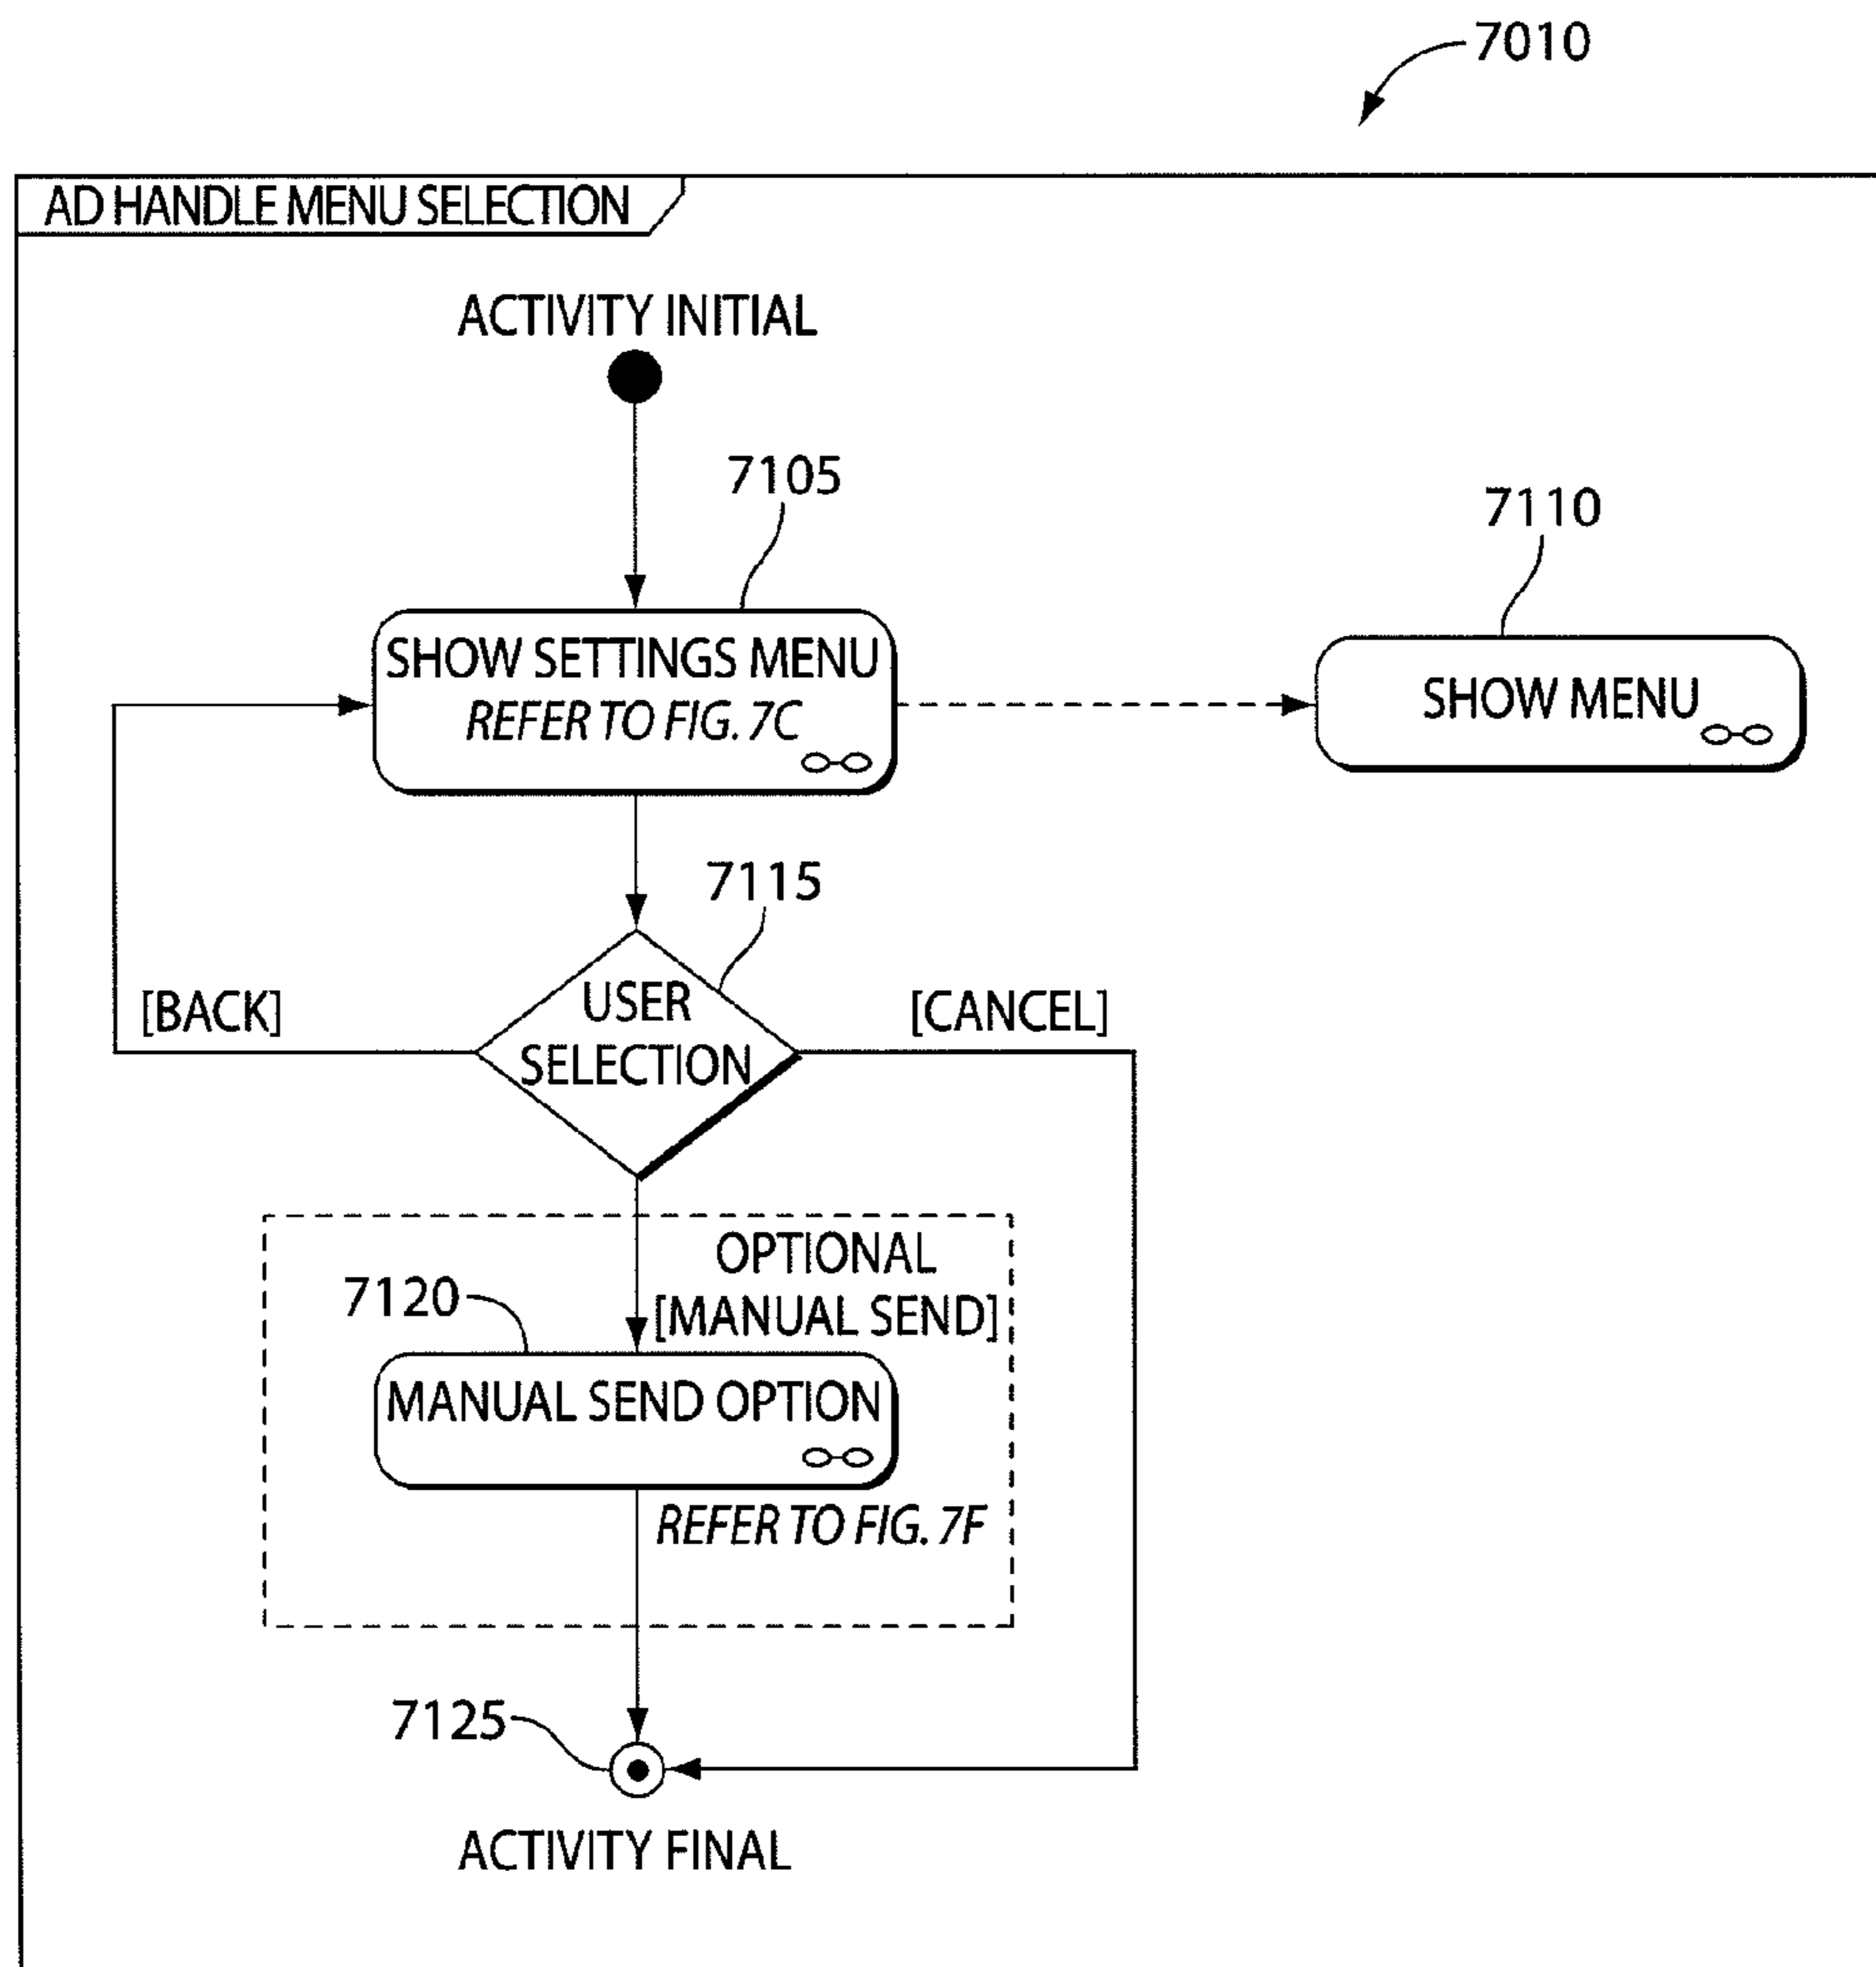 7010
AD HANDLE MENU SELECTION
ACTIVITY INITIAL
7105
7110
SHOW SETTINGS MENU
REFER TO FIG. 7C
SHOW MENU
7115
[BACK]
USER
SELECTION
[CANCEL]
OPTIONAL
[MANUAL SEND]
7120
MANUAL SEND OPTION
REFER TO FIG. 7F
7125
ACTIVITY FINAL